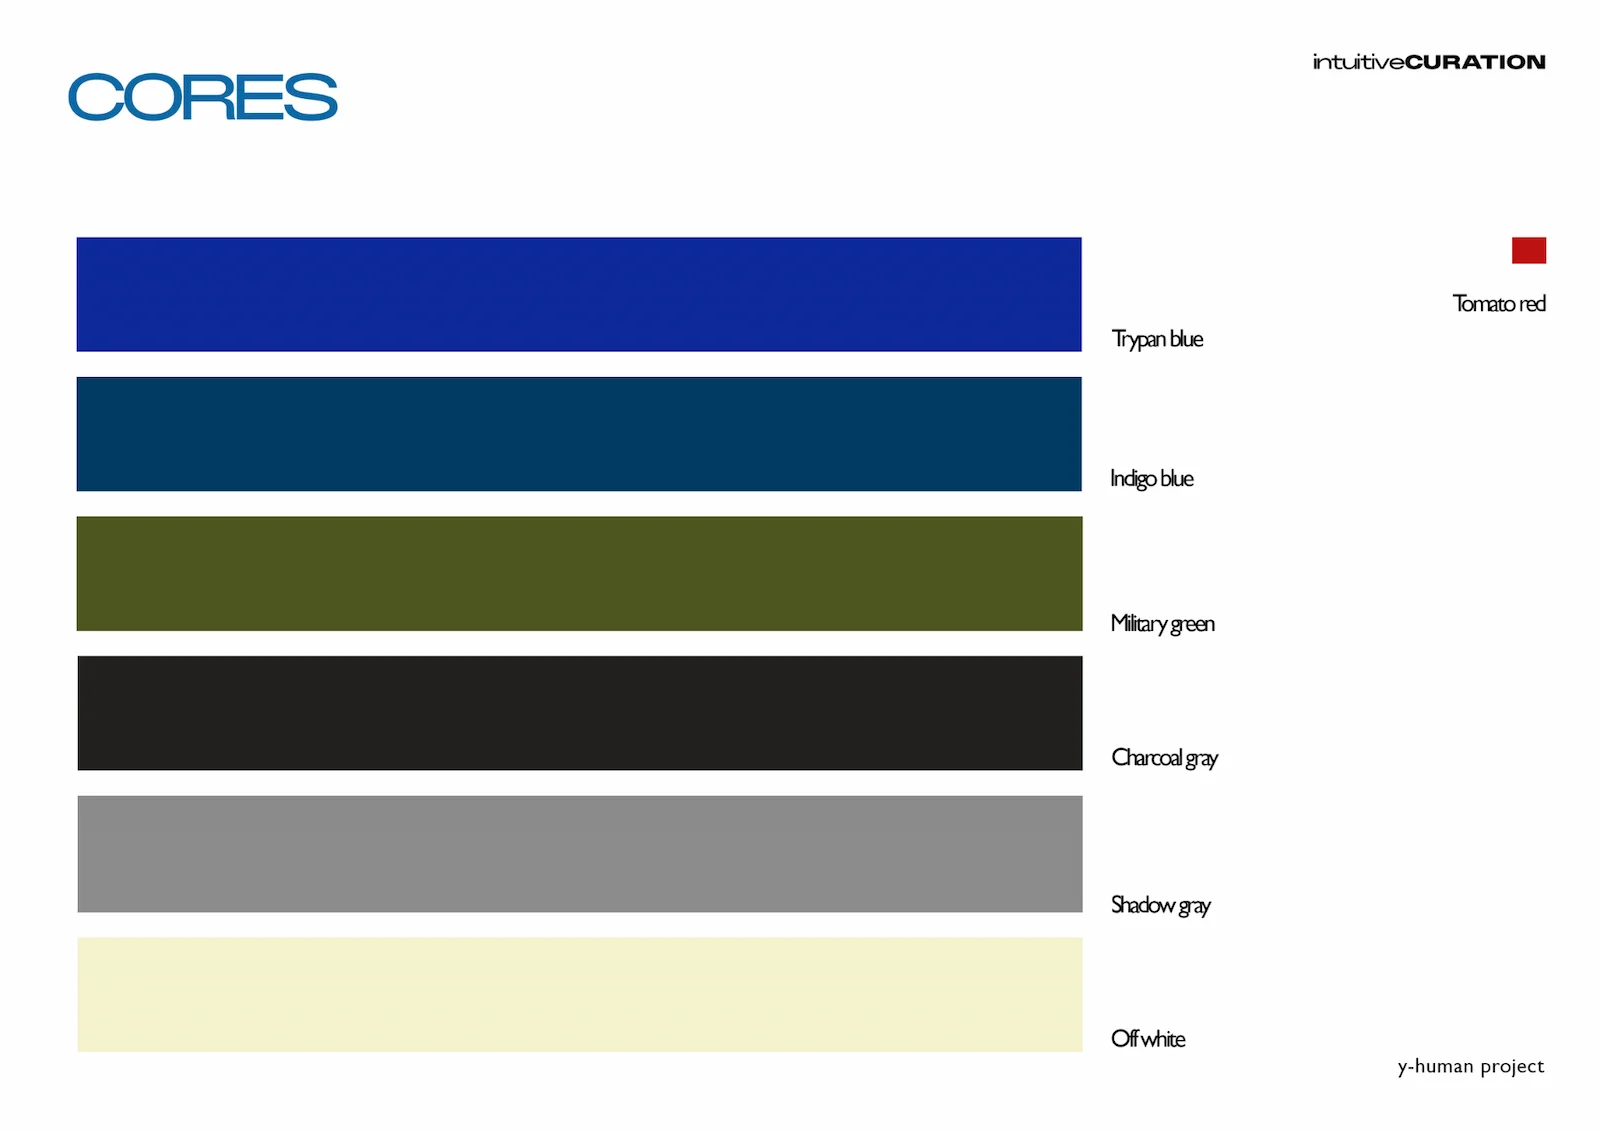 CORES
intuitiveCURATION
Tomato red
Trypan blue
Indigo blue
Military green
Charcoal gray
Shadow gray
Off white
y-human project